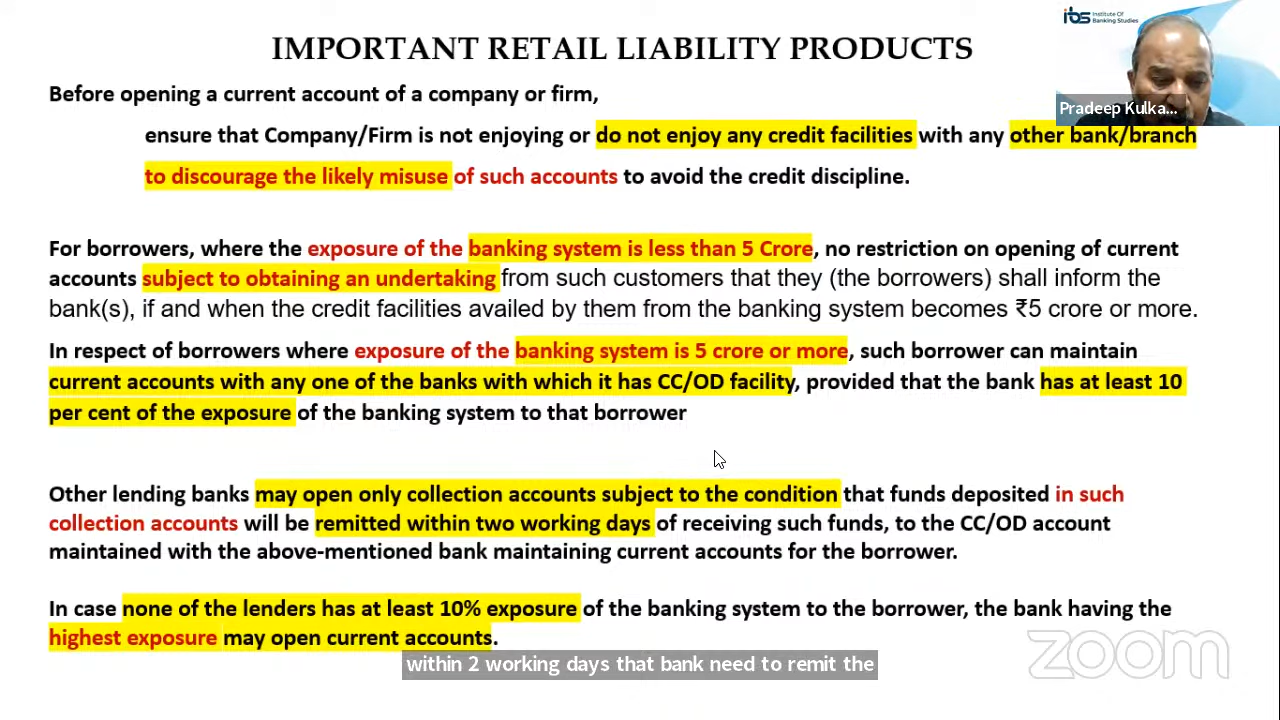 ibs Institute Of
Banking Studies
IMPORTANT RETAIL LIABILITY PRODUCTS
Pradeep Kulka...
Before opening a current account of a company or firm,
ensure that Company/Firm is not enjoying or do not enjoy any credit facilities with any other bank/branch
to discourage the likely misuse of such accounts to avoid the credit discipline.
For borrowers, where the exposure of the banking system is less than 5 Crore, no restriction on opening of current
accounts subject to obtaining an undertaking from such customers that they (the borrowers) shall inform the
bank(s), if and when the credit facilities availed by them from the banking system becomes ₹5 crore or more.
In respect of borrowers where exposure of the banking system is 5 crore or more, such borrower can maintain
current accounts with any one of the banks with which it has CC/OD facility, provided that the bank has at least 10
per cent of the exposure of the banking system to that borrower
Other lending banks may open only collection accounts subject to the condition that funds deposited in such
collection accounts will be remitted within two working days of receiving such funds, to the CC/OD account
maintained with the above-mentioned bank maintaining current accounts for the borrower.
In case none of the lenders has at least 10% exposure of the banking system to the borrower, the bank having the
highest exposure may open current accounts.
within 2 working days that bank need to remit the
zoom